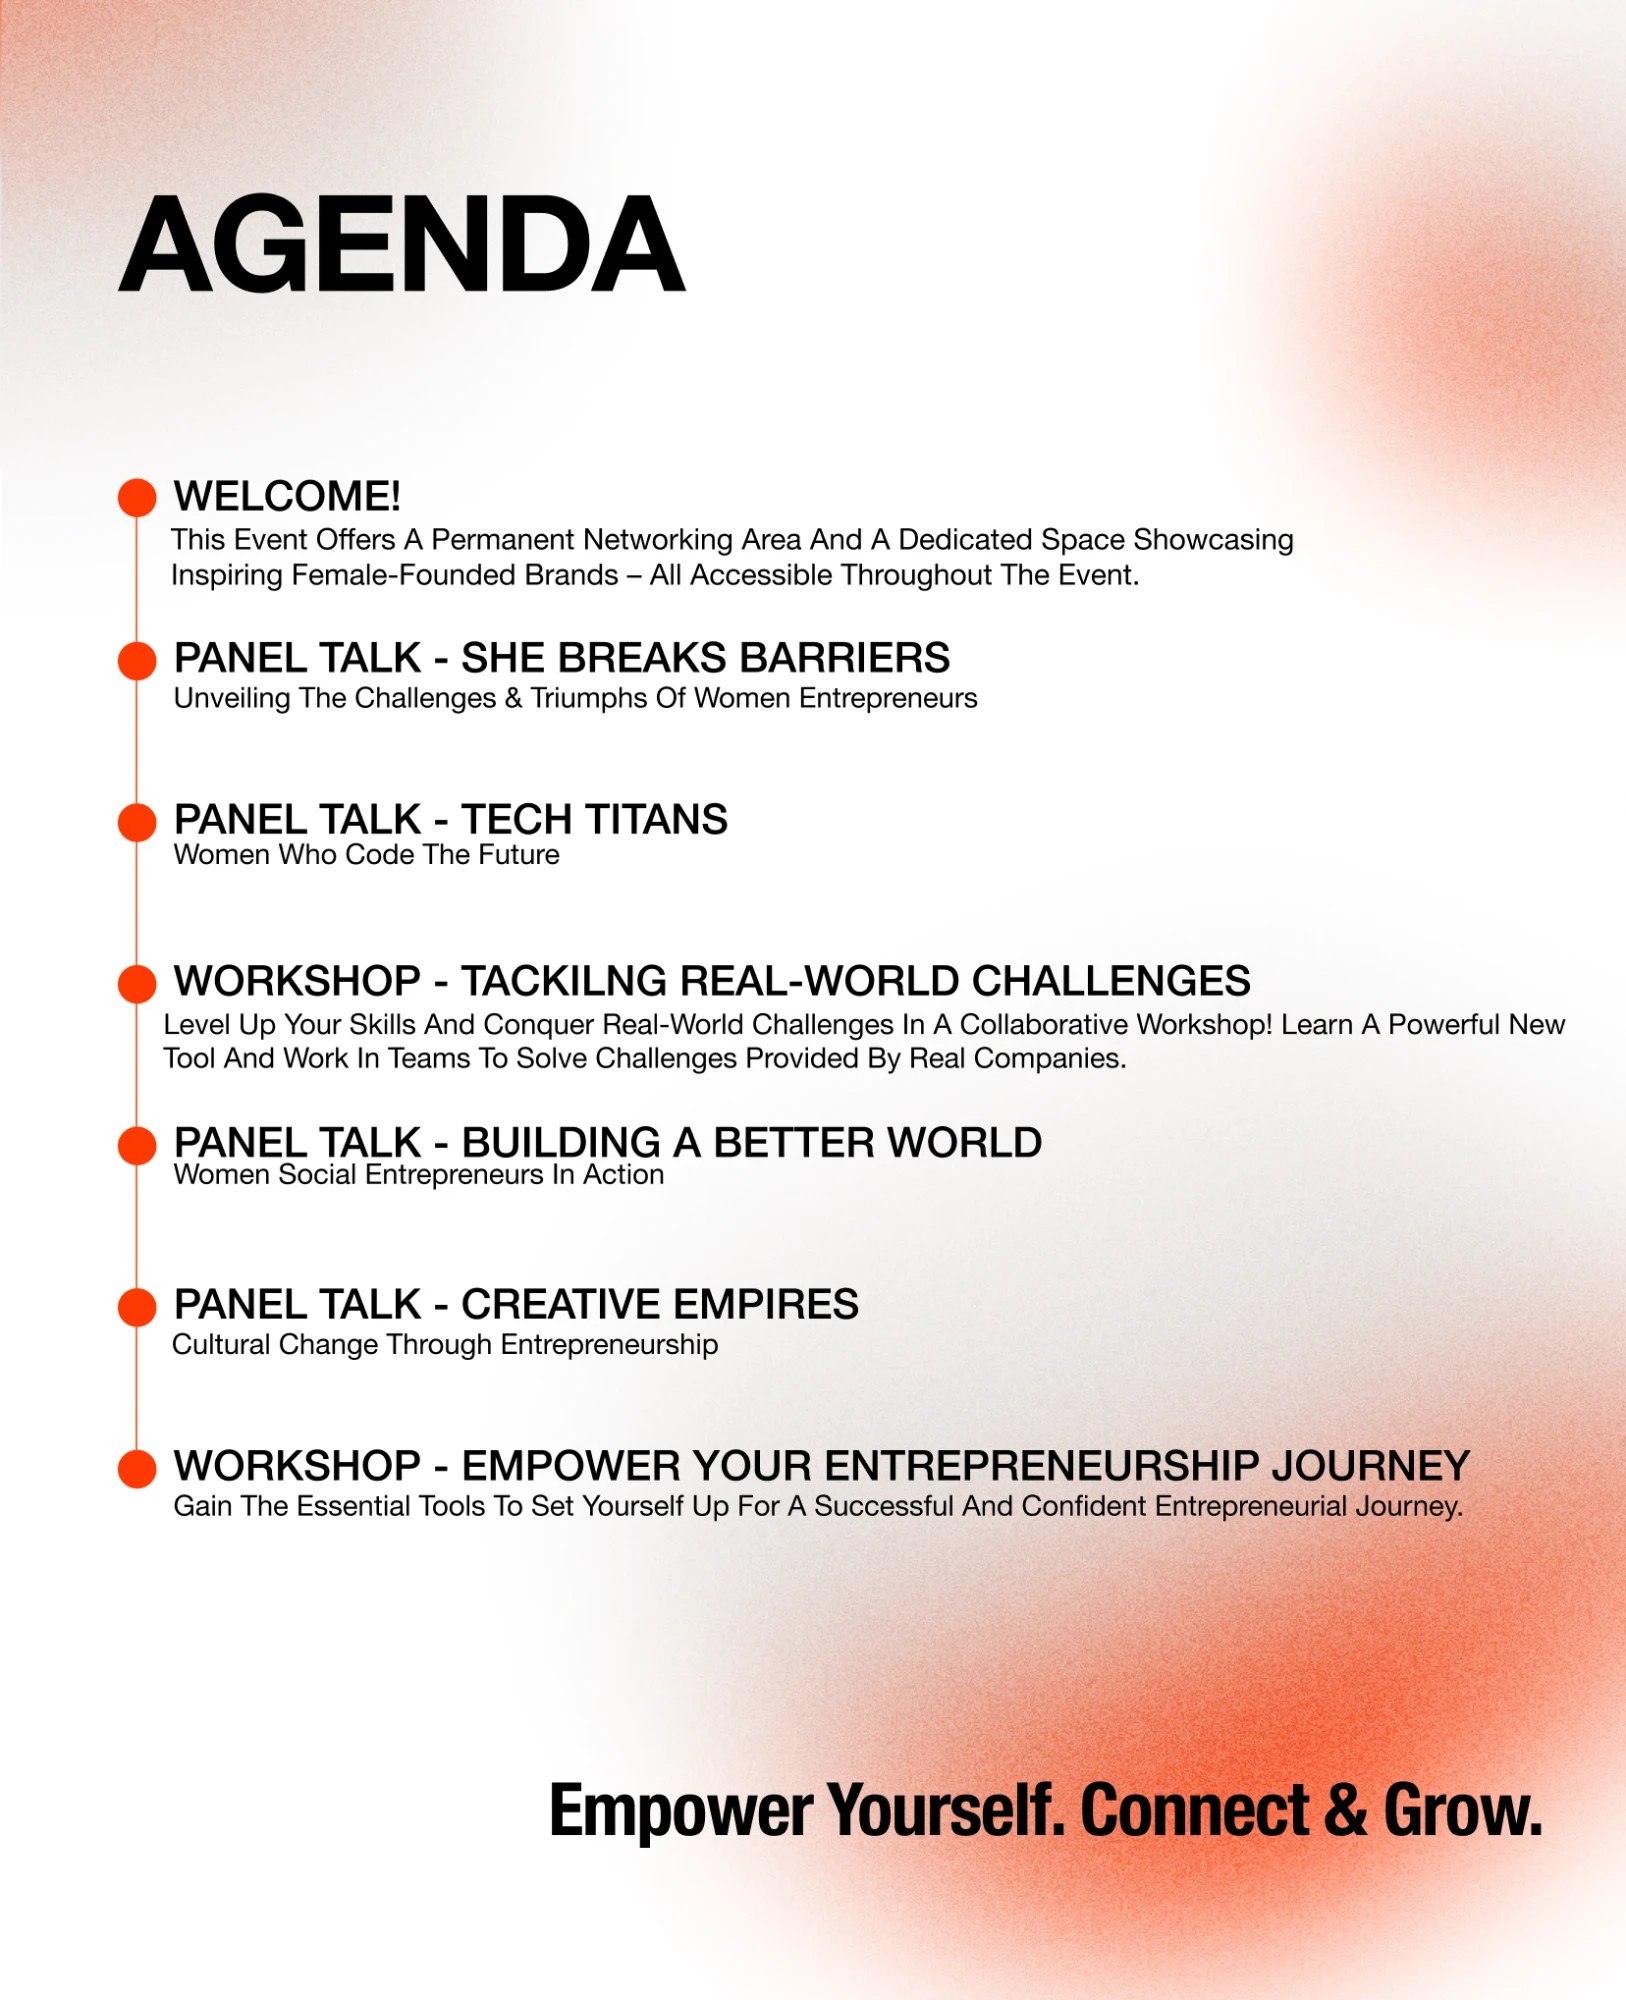 AGENDA
WELCOME!
This Event Offers A Permanent Networking Area And A Dedicated Space Showcasing
Inspiring Female-Founded Brands – All Accessible Throughout The Event.
PANEL TALK - SHE BREAKS BARRIERS
Unveiling The Challenges & Triumphs Of Women Entrepreneurs
PANEL TALK - TECH TITANS
Women Who Code The Future
WORKSHOP - TACKILNG REAL-WORLD CHALLENGES
Level Up Your Skills And Conquer Real-World Challenges In A Collaborative Workshop! Learn A Powerful New
Tool And Work In Teams To Solve Challenges Provided By Real Companies.
PANEL TALK - BUILDING A BETTER WORLD
Women Social Entrepreneurs In Action
PANEL TALK - CREATIVE EMPIRES
Cultural Change Through Entrepreneurship
WORKSHOP - EMPOWER YOUR ENTREPRENEURSHIP JOURNEY
Gain The Essential Tools To Set Yourself Up For A Successful And Confident Entrepreneurial Journey.
Empower Yourself. Connect & Grow.